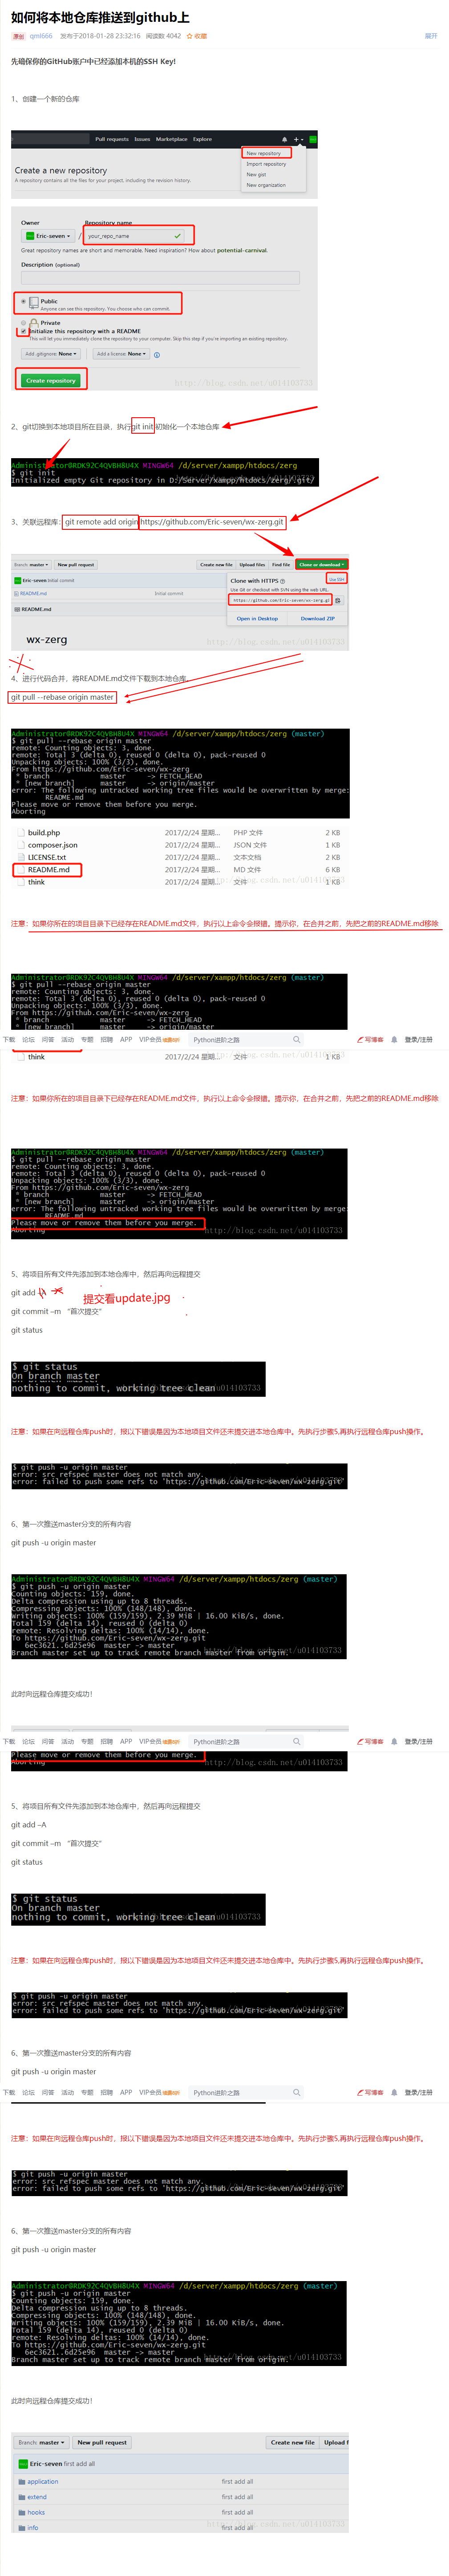 如何将本地仓库推送到github上
原创 qml666 发布于2018-01-28 23:32:16 阅读数 4042 收藏 展开
先确保你的GitHub账户中已经添加本机的SSH Key!
1、创建一个新的仓库
Pull requests Issues Marketplace Explore
New repository
Import repository
New gist
New organization
Create a new repository
A repository contains all the files for your project, including the revision history.
Owner Repository name
Eric-seven / your_repo_name
Great repository names are short and memorable. Need inspiration? How about potential-carnival.
Description (optional)
Public
Anyone can see this repository. You choose who can commit.
Private
Initialize this repository with a README
This will let you immediately clone the repository to your computer. Skip this step if you're importing an existing repository.
Add .gitignore: None Add a license: None
Create repository
http://blog.csdn.net/u014103733
2、git切换到本地项目所在目录，执行git init 初始化一个本地仓库
Administrator@RDK92C4QVBH8U4X MINGW64 /d/server/xampp/htdocs/zerg
$ git init
Initialized empty Git repository in D:/server/xampp/htdocs/zerg/.git/
3、关联远程库：git remote add origin https://github.com/Eric-seven/wx-zerg.git
Branch: master New pull request Create new file Upload files Find file Clone or download
Eric-seven Initial commit
Clone with HTTPS Use SSH
Use Git or checkout with SVN using the web URL.
README.md Initial commit
https://github.com/Eric-seven/wx-zerg.gi
README.md
Open in Desktop Download ZIP
wx-zerg
http://blog.csdn.net/u014103733
4、进行代码合并，将README.md文件下载到本地仓库
git pull --rebase origin master
Administrator@RDK92C4QVBH8U4X MINGW64 /d/server/xampp/htdocs/zerg (master)
$ git pull --rebase origin master
remote: Counting objects: 3, done.
remote: Total 3 (delta 0), reused 0 (delta 0), pack-reused 0
Unpacking objects: 100% (3/3), done.
From https://github.com/Eric-seven/wx-zerg
* branch master -> FETCH_HEAD
* [new branch] master -> origin/master
error: The following untracked working tree files would be overwritten by merge:
README.md
Please move or remove them before you merge.
Aborting
build.php 2017/2/24 星期... PHP 文件 2 KB
composer.json 2017/2/24 星期... JSON 文件 1 KB
LICENSE.txt 2017/2/24 星期... 文本文档 2 KB
README.md 2017/2/24 星期... MD 文件 6 KB
think 2017/2/24 星期... 文件 1 KB
注意：如果你所在的项目目录下已经存在README.md文件，执行以上命令会报错。提示你，在合并之前，先把之前的README.md移除
Administrator@RDK92C4QVBH8U4X MINGW64 /d/server/xampp/htdocs/zerg (master)
$ git pull --rebase origin master
remote: Counting objects: 3, done.
remote: Total 3 (delta 0), reused 0 (delta 0), pack-reused 0
Unpacking objects: 100% (3/3), done.
From https://github.com/Eric-seven/wx-zerg
* branch master -> FETCH_HEAD
* [new branch] master -> origin/master
下载 论坛 问答 活动 专题 招聘 APP VIP会员 Python进阶之路 写博客 登录/注册
think 2017/2/24 星期... 文件 1 KB
注意：如果你所在的项目目录下已经存在README.md文件，执行以上命令会报错。提示你，在合并之前，先把之前的README.md移除
Administrator@RDK92C4QVBH8U4X MINGW64 /d/server/xampp/htdocs/zerg (master)
$ git pull --rebase origin master
remote: Counting objects: 3, done.
remote: Total 3 (delta 0), reused 0 (delta 0), pack-reused 0
Unpacking objects: 100% (3/3), done.
From https://github.com/Eric-seven/wx-zerg
* branch master -> FETCH_HEAD
* [new branch] master -> origin/master
error: The following untracked working tree files would be overwritten by merge:
README.md
Please move or remove them before you merge.
Aborting
http://blog.csdn.net/u014103733
5、将项目所有文件先添加到本地仓库中，然后再向远程提交
git add
提交看update.jpg
git commit –m “首次提交”
git status
$ git status
On branch master
nothing to commit, working tree clean
注意：如果在向远程仓库push时，报以下错误是因为本地项目文件还未提交进本地仓库中。先执行步骤5,再执行远程仓库push操作。
$ git push -u origin master
error: src refspec master does not match any.
error: failed to push some refs to 'https://github.com/Eric-seven/wx-zerg.git'
6、第一次推送master分支的所有内容
git push -u origin master
Administrator@RDK92C4QVBH8U4X MINGW64 /d/server/xampp/htdocs/zerg (master)
$ git push -u origin master
Counting objects: 159, done.
Delta compression using up to 8 threads.
Compressing objects: 100% (148/148), done.
Writing objects: 100% (159/159), 2.39 MiB | 16.00 KiB/s, done.
Total 159 (delta 14), reused 0 (delta 0)
remote: Resolving deltas: 100% (14/14), done.
To https://github.com/Eric-seven/wx-zerg.git
6ec3621..6d25e96 master -> master
Branch master set up to track remote branch master from origin.
此时向远程仓库提交成功！
下载 论坛 问答 活动 专题 招聘 APP VIP会员 Python进阶之路 写博客 登录/注册
Please move or remove them before you merge.
Aborting
http://blog.csdn.net/u014103733
5、将项目所有文件先添加到本地仓库中，然后再向远程提交
git add –A
git commit –m “首次提交”
git status
$ git status
On branch master
nothing to commit, working tree clean
注意：如果在向远程仓库push时，报以下错误是因为本地项目文件还未提交进本地仓库中。先执行步骤5,再执行远程仓库push操作。
$ git push -u origin master
error: src refspec master does not match any.
error: failed to push some refs to 'https://github.com/Eric-seven/wx-zerg.git'
6、第一次推送master分支的所有内容
git push -u origin master
下载 论坛 问答 活动 专题 招聘 APP VIP会员 Python进阶之路 写博客 登录/注册
注意：如果在向远程仓库push时，报以下错误是因为本地项目文件还未提交进本地仓库中。先执行步骤5,再执行远程仓库push操作。
$ git push -u origin master
error: src refspec master does not match any.
error: failed to push some refs to 'https://github.com/Eric-seven/wx-zerg.git'
6、第一次推送master分支的所有内容
git push -u origin master
Administrator@RDK92C4QVBH8U4X MINGW64 /d/server/xampp/htdocs/zerg (master)
$ git push -u origin master
Counting objects: 159, done.
Delta compression using up to 8 threads.
Compressing objects: 100% (148/148), done.
Writing objects: 100% (159/159), 2.39 MiB | 16.00 KiB/s, done.
Total 159 (delta 14), reused 0 (delta 0)
remote: Resolving deltas: 100% (14/14), done.
To https://github.com/Eric-seven/wx-zerg.git
6ec3621..6d25e96 master -> master
Branch master set up to track remote branch master from origin.
此时向远程仓库提交成功！
Branch: master New pull request Create new file Upload f
Eric-seven first add all
application first add all
extend first add all
hooks first add all
info first add all